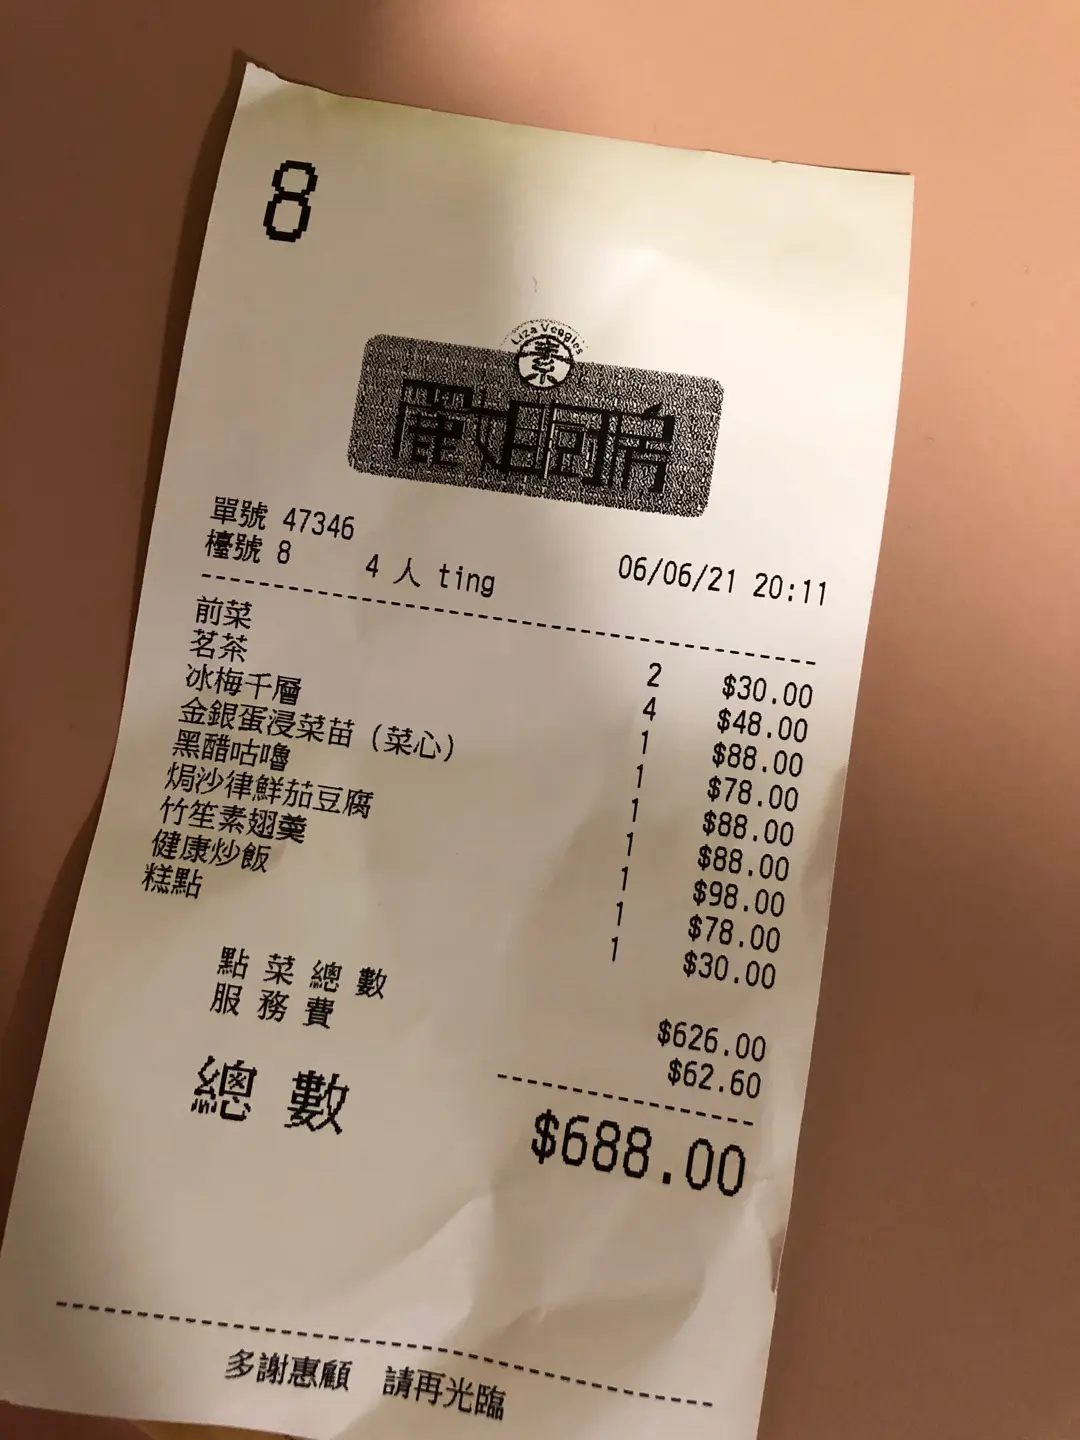 8
Liza Veggies
素
麗姐廚房
單號 47346
檯號 8 4 人 ting 06/06/21 20:11
前菜 2 $30.00
茗茶 4 $48.00
冰梅千層 1 $88.00
金銀蛋浸菜苗 (菜心) 1 $78.00
黑醋咕嚕 1 $88.00
焗沙律鮮茄豆腐 1 $88.00
竹笙素翅羹 1 $98.00
健康炒飯 1 $78.00
糕點 1 $30.00
點菜總數 $626.00
服務費 $62.60
總數 $688.00
多謝惠顧 請再光臨